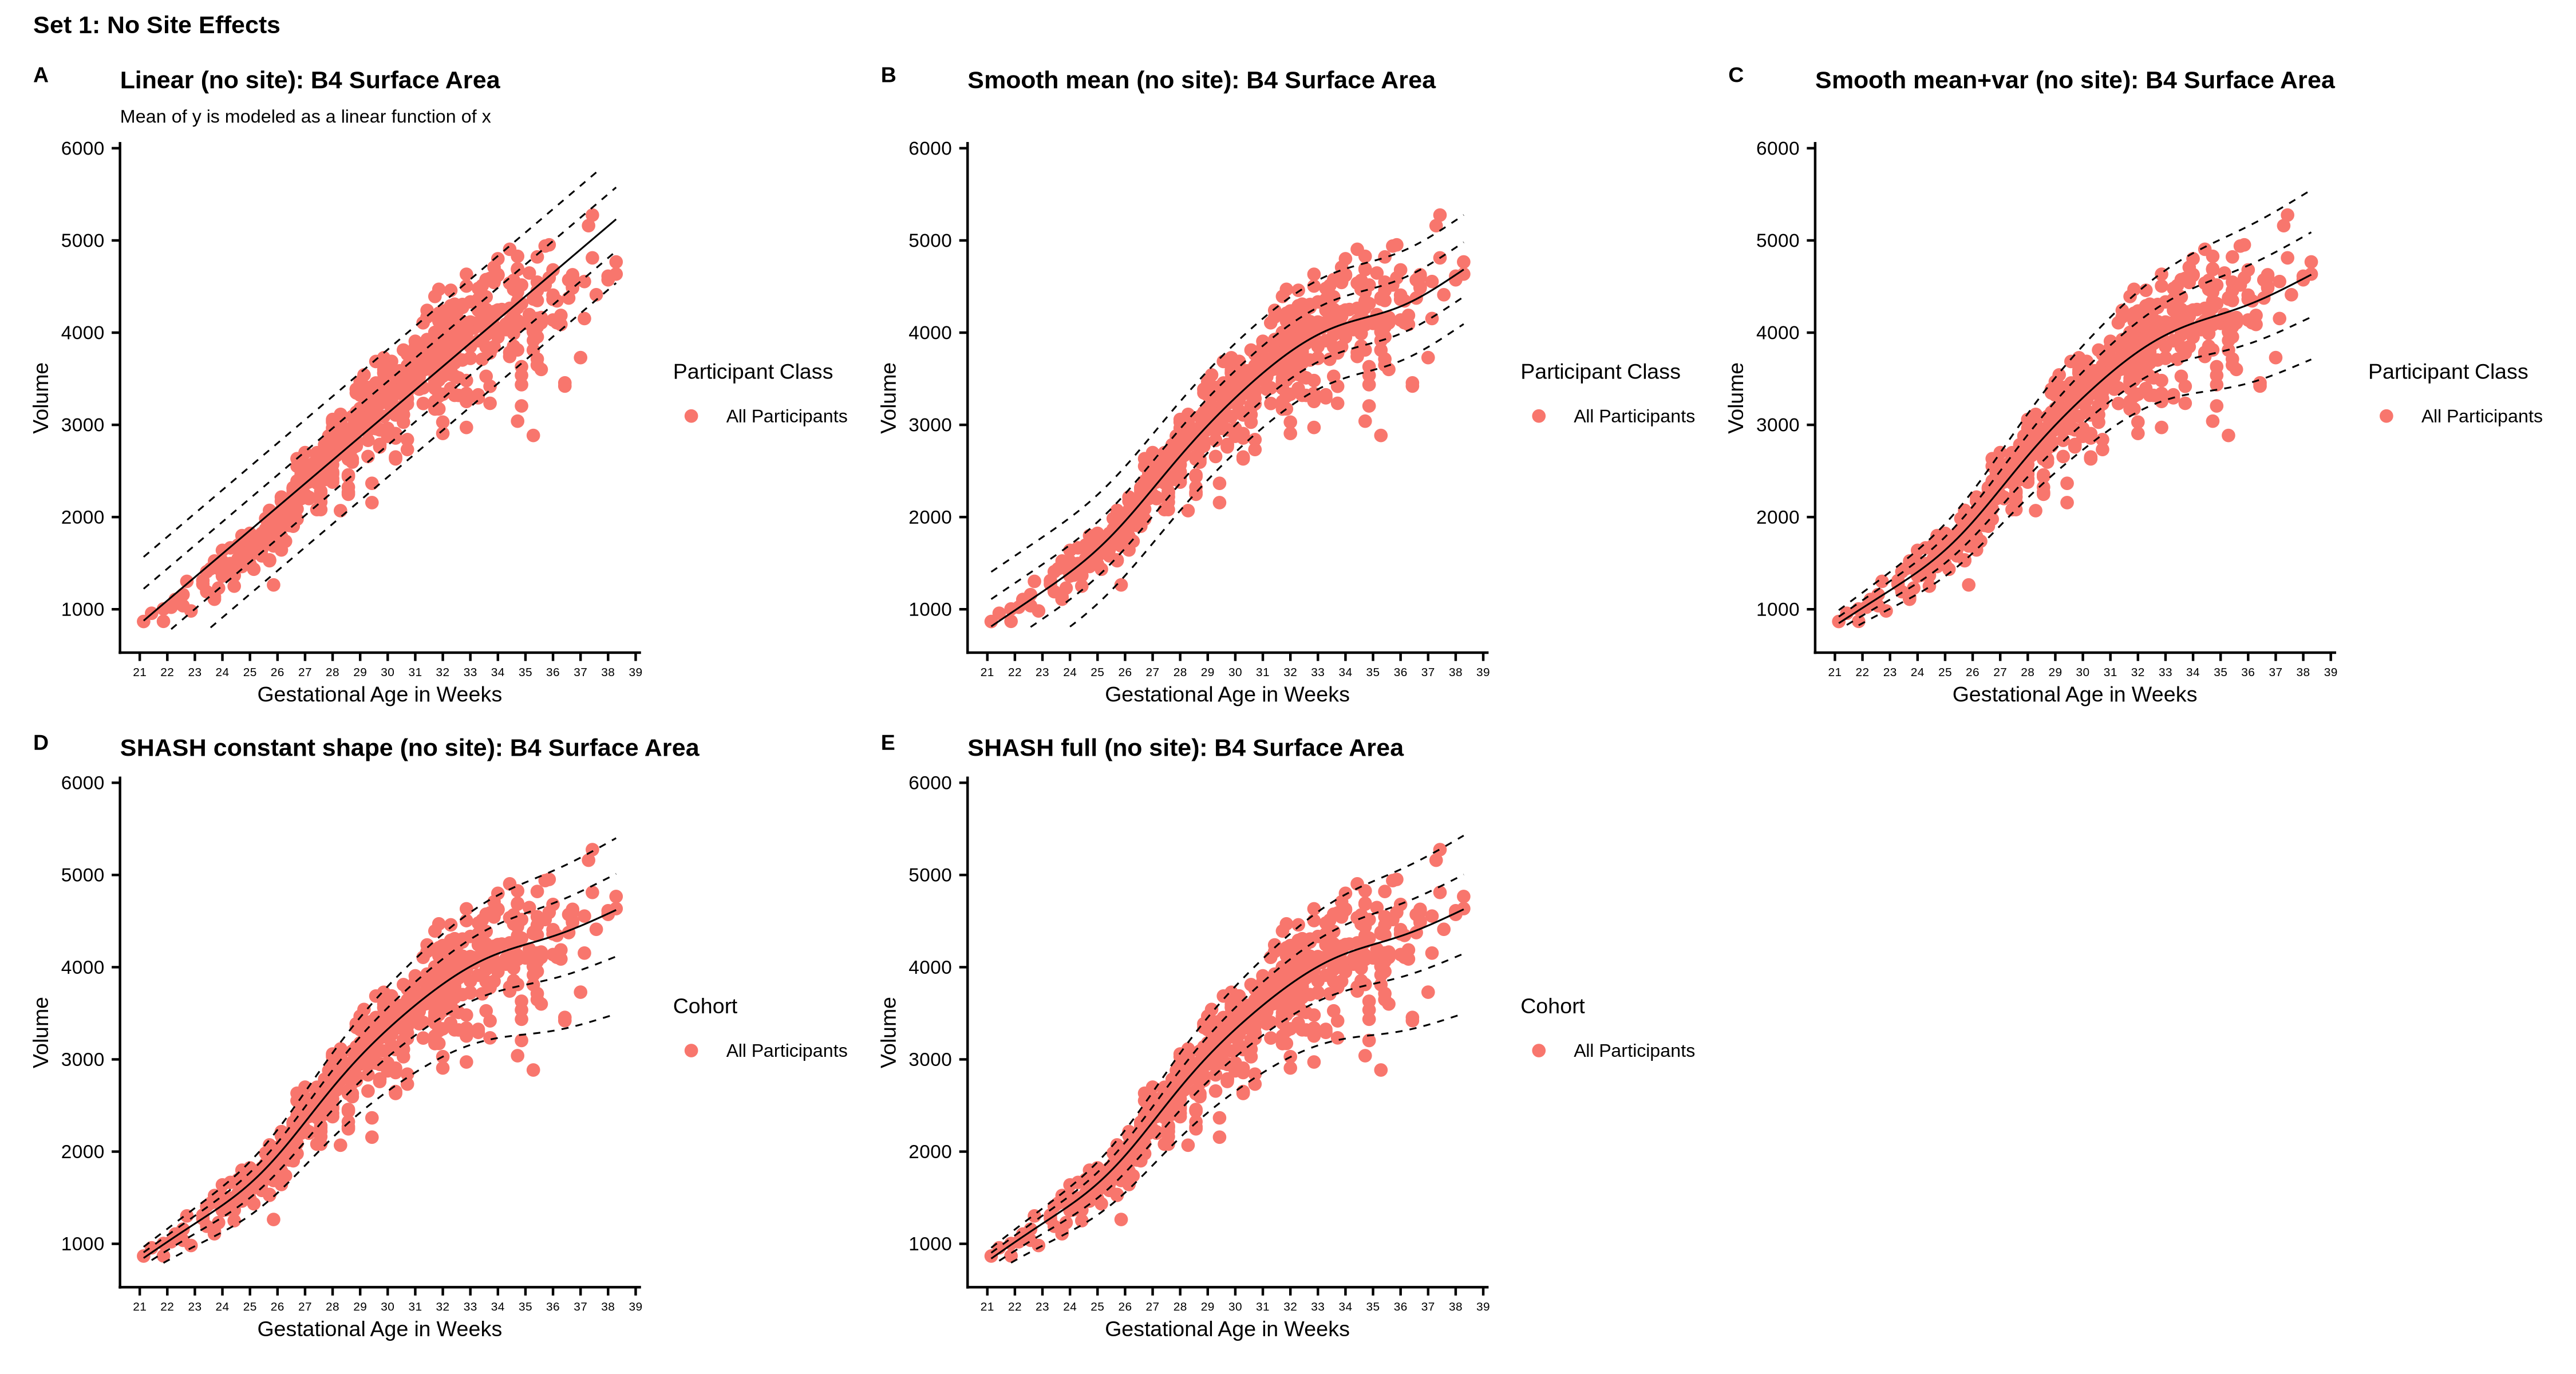 Set 1: No Site Effects
A
Linear (no site): B4 Surface Area
Mean of y is modeled as a linear function of x
6000
5000
4000
3000
2000
1000
Volume
21 22 23 24 25 26 27 28 29 30 31 32 33 34 35 36 37 38 39
Gestational Age in Weeks
Participant Class
All Participants
B
Smooth mean (no site): B4 Surface Area
6000
5000
4000
3000
2000
1000
Volume
21 22 23 24 25 26 27 28 29 30 31 32 33 34 35 36 37 38 39
Gestational Age in Weeks
Participant Class
All Participants
C
Smooth mean+var (no site): B4 Surface Area
6000
5000
4000
3000
2000
1000
Volume
21 22 23 24 25 26 27 28 29 30 31 32 33 34 35 36 37 38 39
Gestational Age in Weeks
Participant Class
All Participants
D
SHASH constant shape (no site): B4 Surface Area
6000
5000
4000
3000
2000
1000
Volume
21 22 23 24 25 26 27 28 29 30 31 32 33 34 35 36 37 38 39
Gestational Age in Weeks
Cohort
All Participants
E
SHASH full (no site): B4 Surface Area
6000
5000
4000
3000
2000
1000
Volume
21 22 23 24 25 26 27 28 29 30 31 32 33 34 35 36 37 38 39
Gestational Age in Weeks
Cohort
All Participants